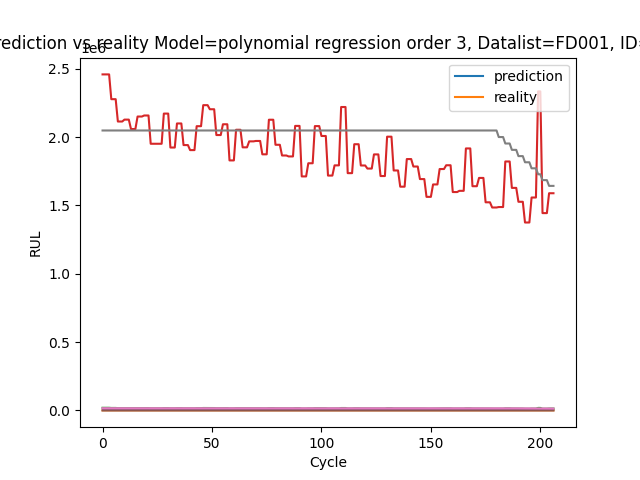 rediction vs reality Model=polynomial regression order 3, Datalist=FD001, ID=
1e6
2.5
2.0
1.5
1.0
0.5
0.0
RUL
0 50 100 150 200
Cycle
prediction
reality